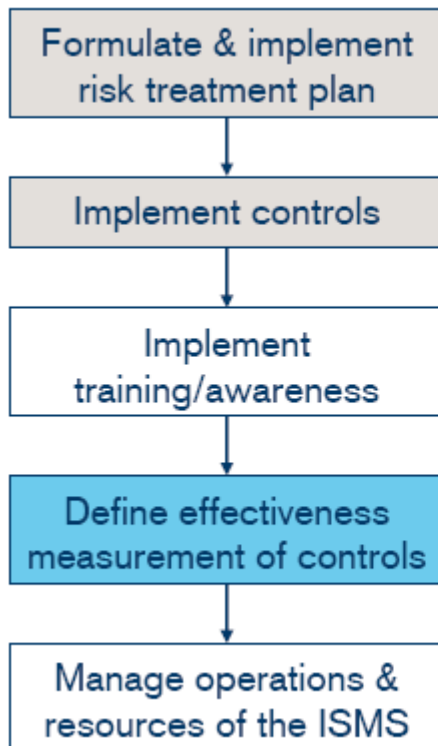 Formulate & implement
risk treatment plan
Implement controls
Implement
training/awareness
Define effectiveness
measurement of controls
Manage operations &
resources of the ISMS